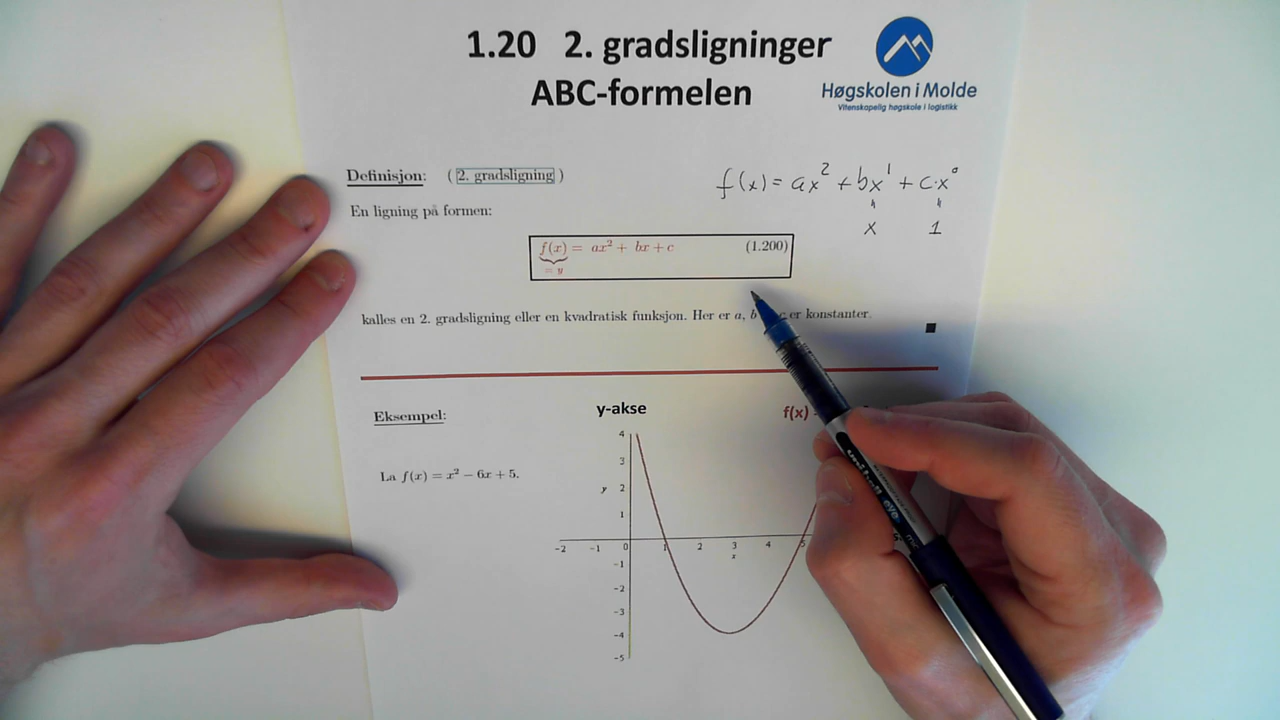 1.20 2. gradsligninger
ABC-formelen
Høgskolen i Molde
Vitenskapelig høgskole i logistikk
Definisjon: ( 2. gradsligning )
f(x) = ax² + bx¹ + c·x⁰
x 1
En ligning på formen:
f(x) = ax² + bx + c (1.200)
= y
kalles en 2. gradsligning eller en kvadratisk funksjon. Her er a, b c er konstanter.
Eksempel:
y-akse f(x)
La f(x) = x² − 6x + 5.
4
3
y 2
1
-2 -1 0 1 2 3 4 5
x
-1
-2
-3
-4
-5
uni-ball eye